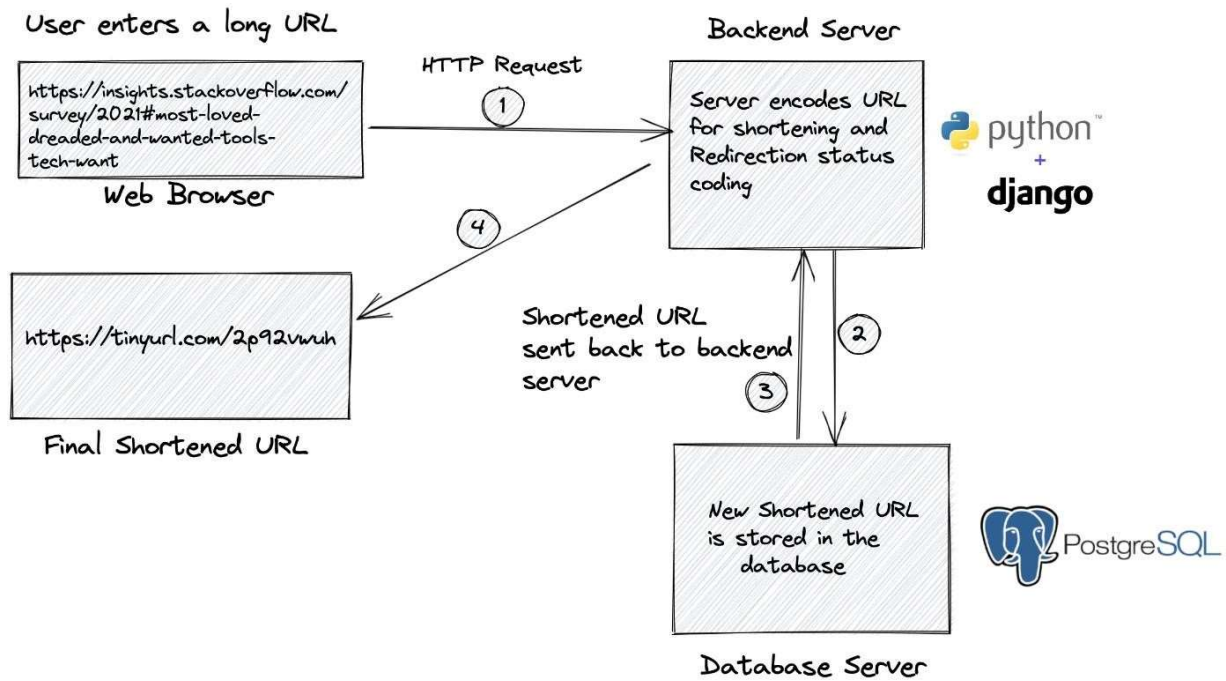 User enters a long URL
https://insights.stackoverflow.com/
survey/2021#most-loved-
dreaded-and-wanted-tools-
tech-want
Web Browser
HTTP Request
1
Backend Server
Server encodes URL
for shortening and
Redirection status
coding
python™
+
django
4
https://tinyurl.com/2p92vwuh
Final Shortened URL
Shortened URL
sent back to backend
server
2
3
New Shortened URL
is stored in the
database
PostgreSQL
Database Server